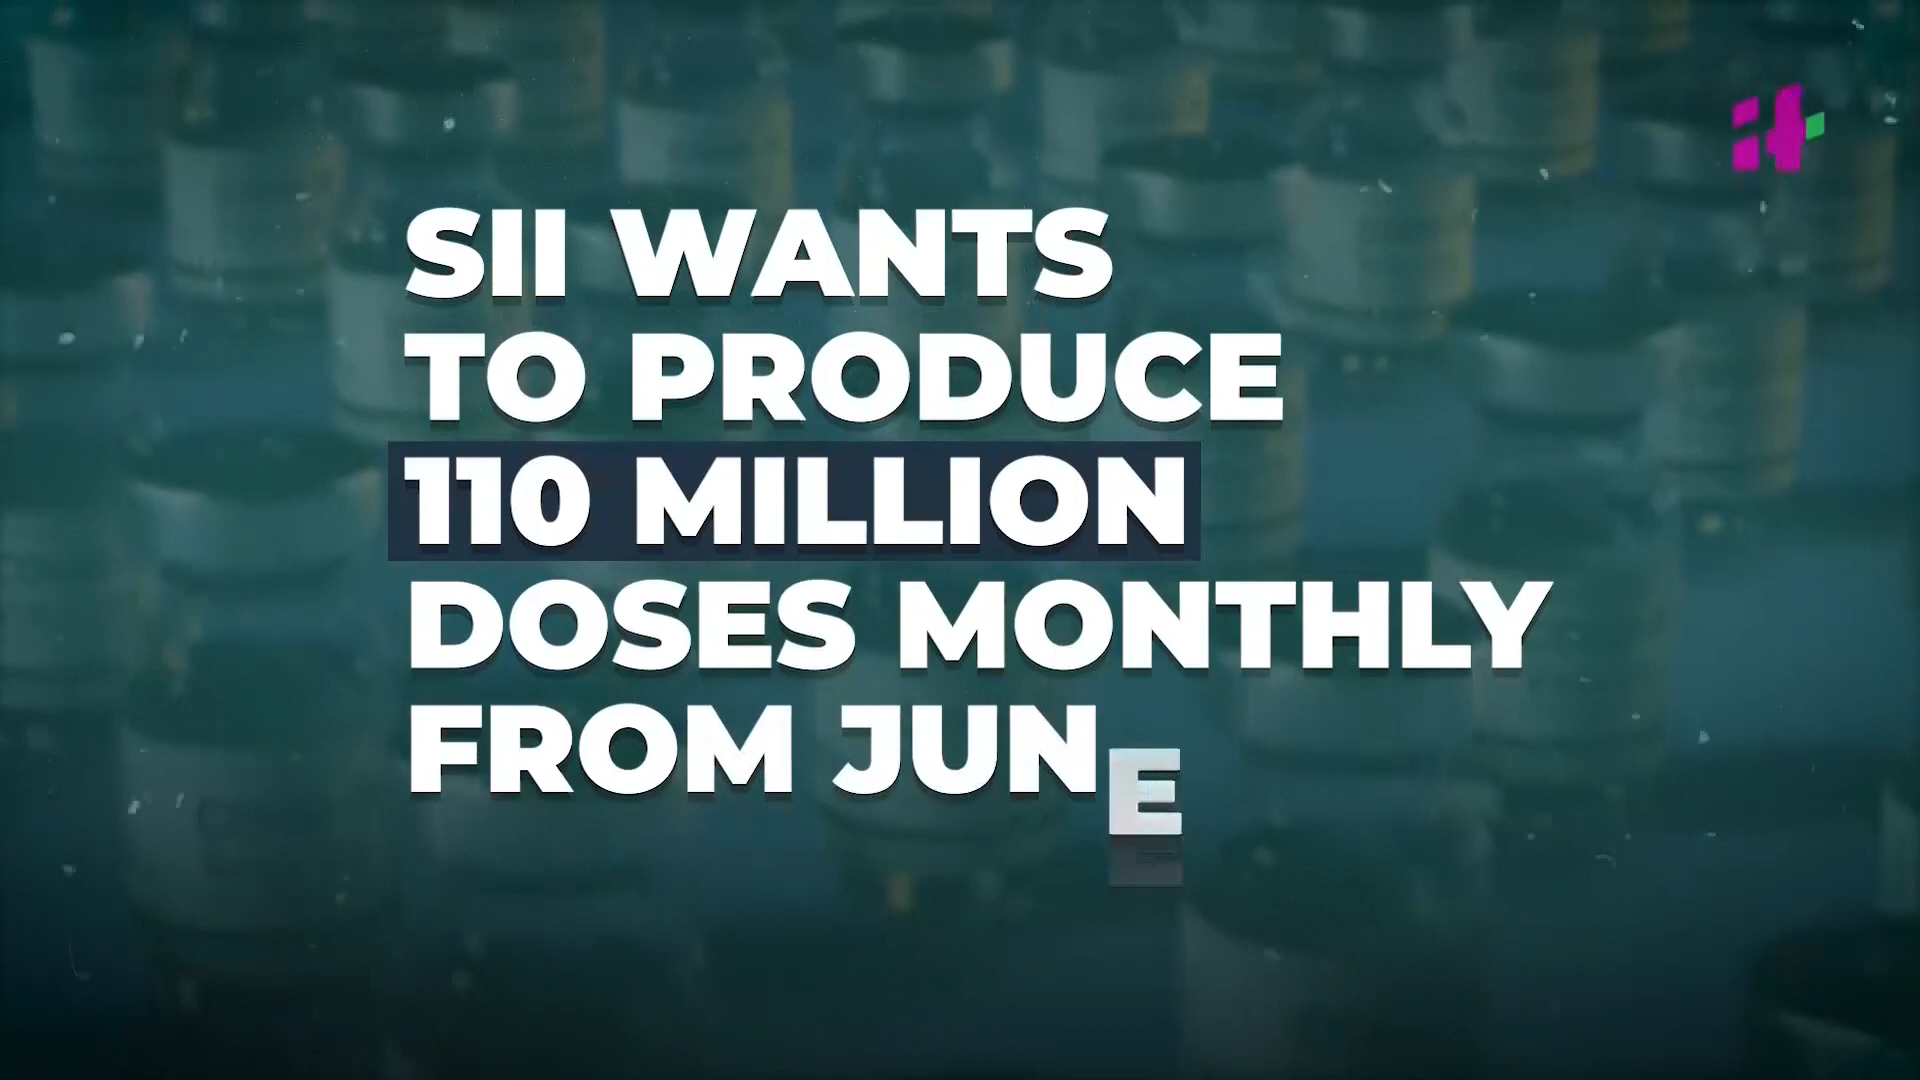 SII WANTS
TO PRODUCE
110 MILLION
DOSES MONTHLY
FROM JUNE